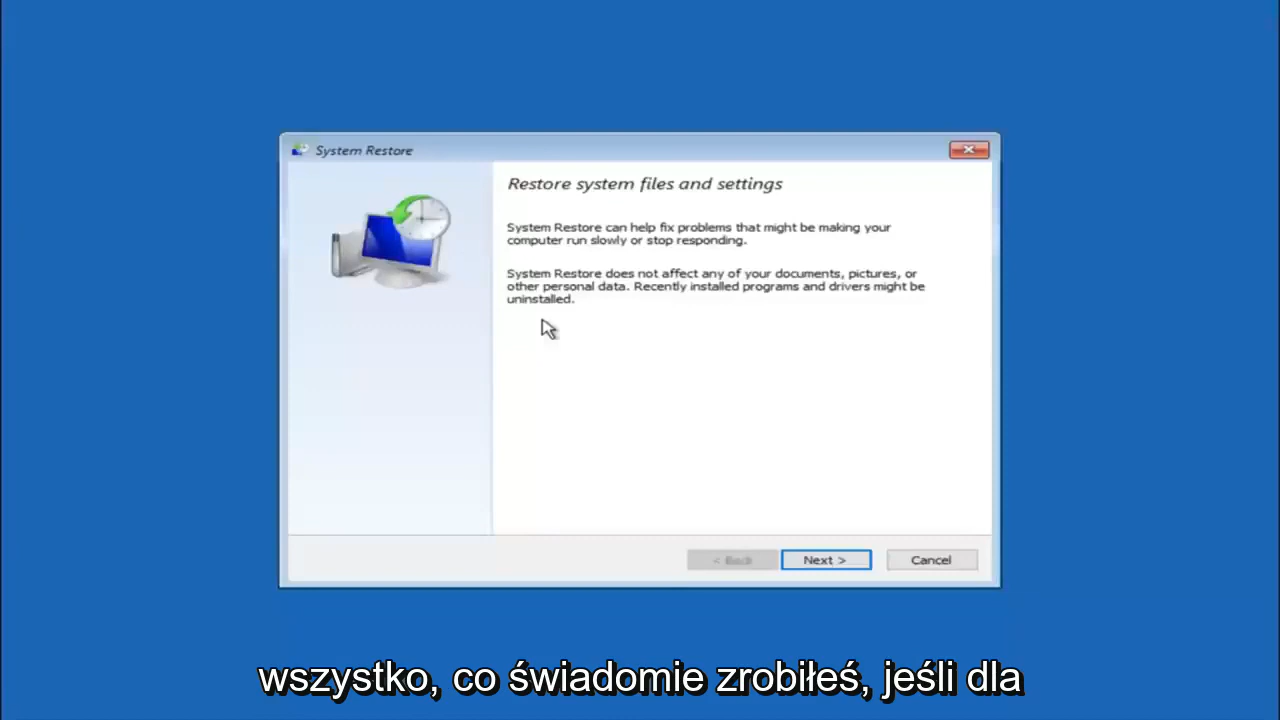 System Restore
Restore system files and settings
System Restore can help fix problems that might be making your
computer run slowly or stop responding.
System Restore does not affect any of your documents, pictures, or
other personal data. Recently installed programs and drivers might be
uninstalled.
< Back
Next >
Cancel
wszystko, co świadomie zrobiłeś, jeśli dla